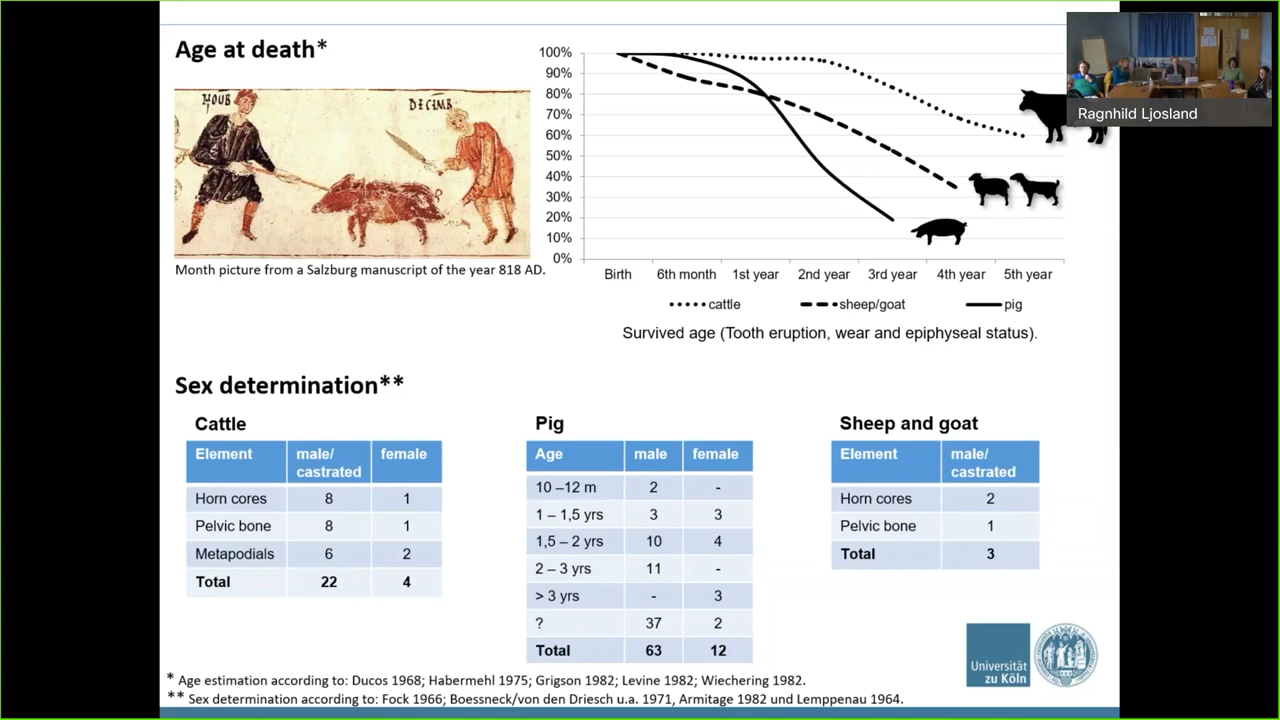 Age at death*
NOUB
DECIMB
Month picture from a Salzburg manuscript of the year 818 AD.
100%
90%
80%
70%
60%
50%
40%
30%
20%
10%
0%
Birth 6th month 1st year 2nd year 3rd year 4th year 5th year
cattle sheep/goat pig
Survived age (Tooth eruption, wear and epiphyseal status).
Ragnhild Ljosland
Sex determination**
Cattle
Element male/ castrated female
Horn cores 8 1
Pelvic bone 8 1
Metapodials 6 2
Total 22 4
Pig
Age male female
10 –12 m 2 -
1 – 1,5 yrs 3 3
1,5 – 2 yrs 10 4
2 – 3 yrs 11 -
> 3 yrs - 3
? 37 2
Total 63 12
Sheep and goat
Element male/ castrated
Horn cores 2
Pelvic bone 1
Total 3
Universität
zu Köln
* Age estimation according to: Ducos 1968; Habermehl 1975; Grigson 1982; Levine 1982; Wiechering 1982.
** Sex determination according to: Fock 1966; Boessneck/von den Driesch u.a. 1971, Armitage 1982 und Lemppenau 1964.